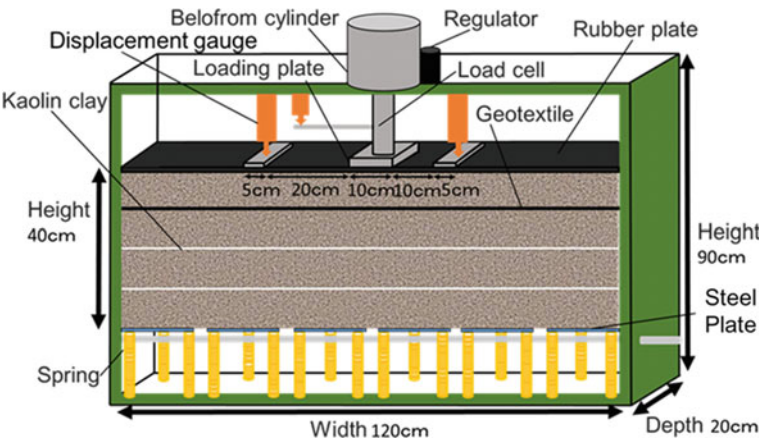 Belofrom cylinder
Regulator
Displacement gauge
Rubber plate
Loading plate
Load cell
Kaolin clay
Geotextile
5cm 20cm 10cm 10cm 5cm
Height
40cm
Height
90cm
Steel
Plate
Spring
Width 120cm
Depth 20cm